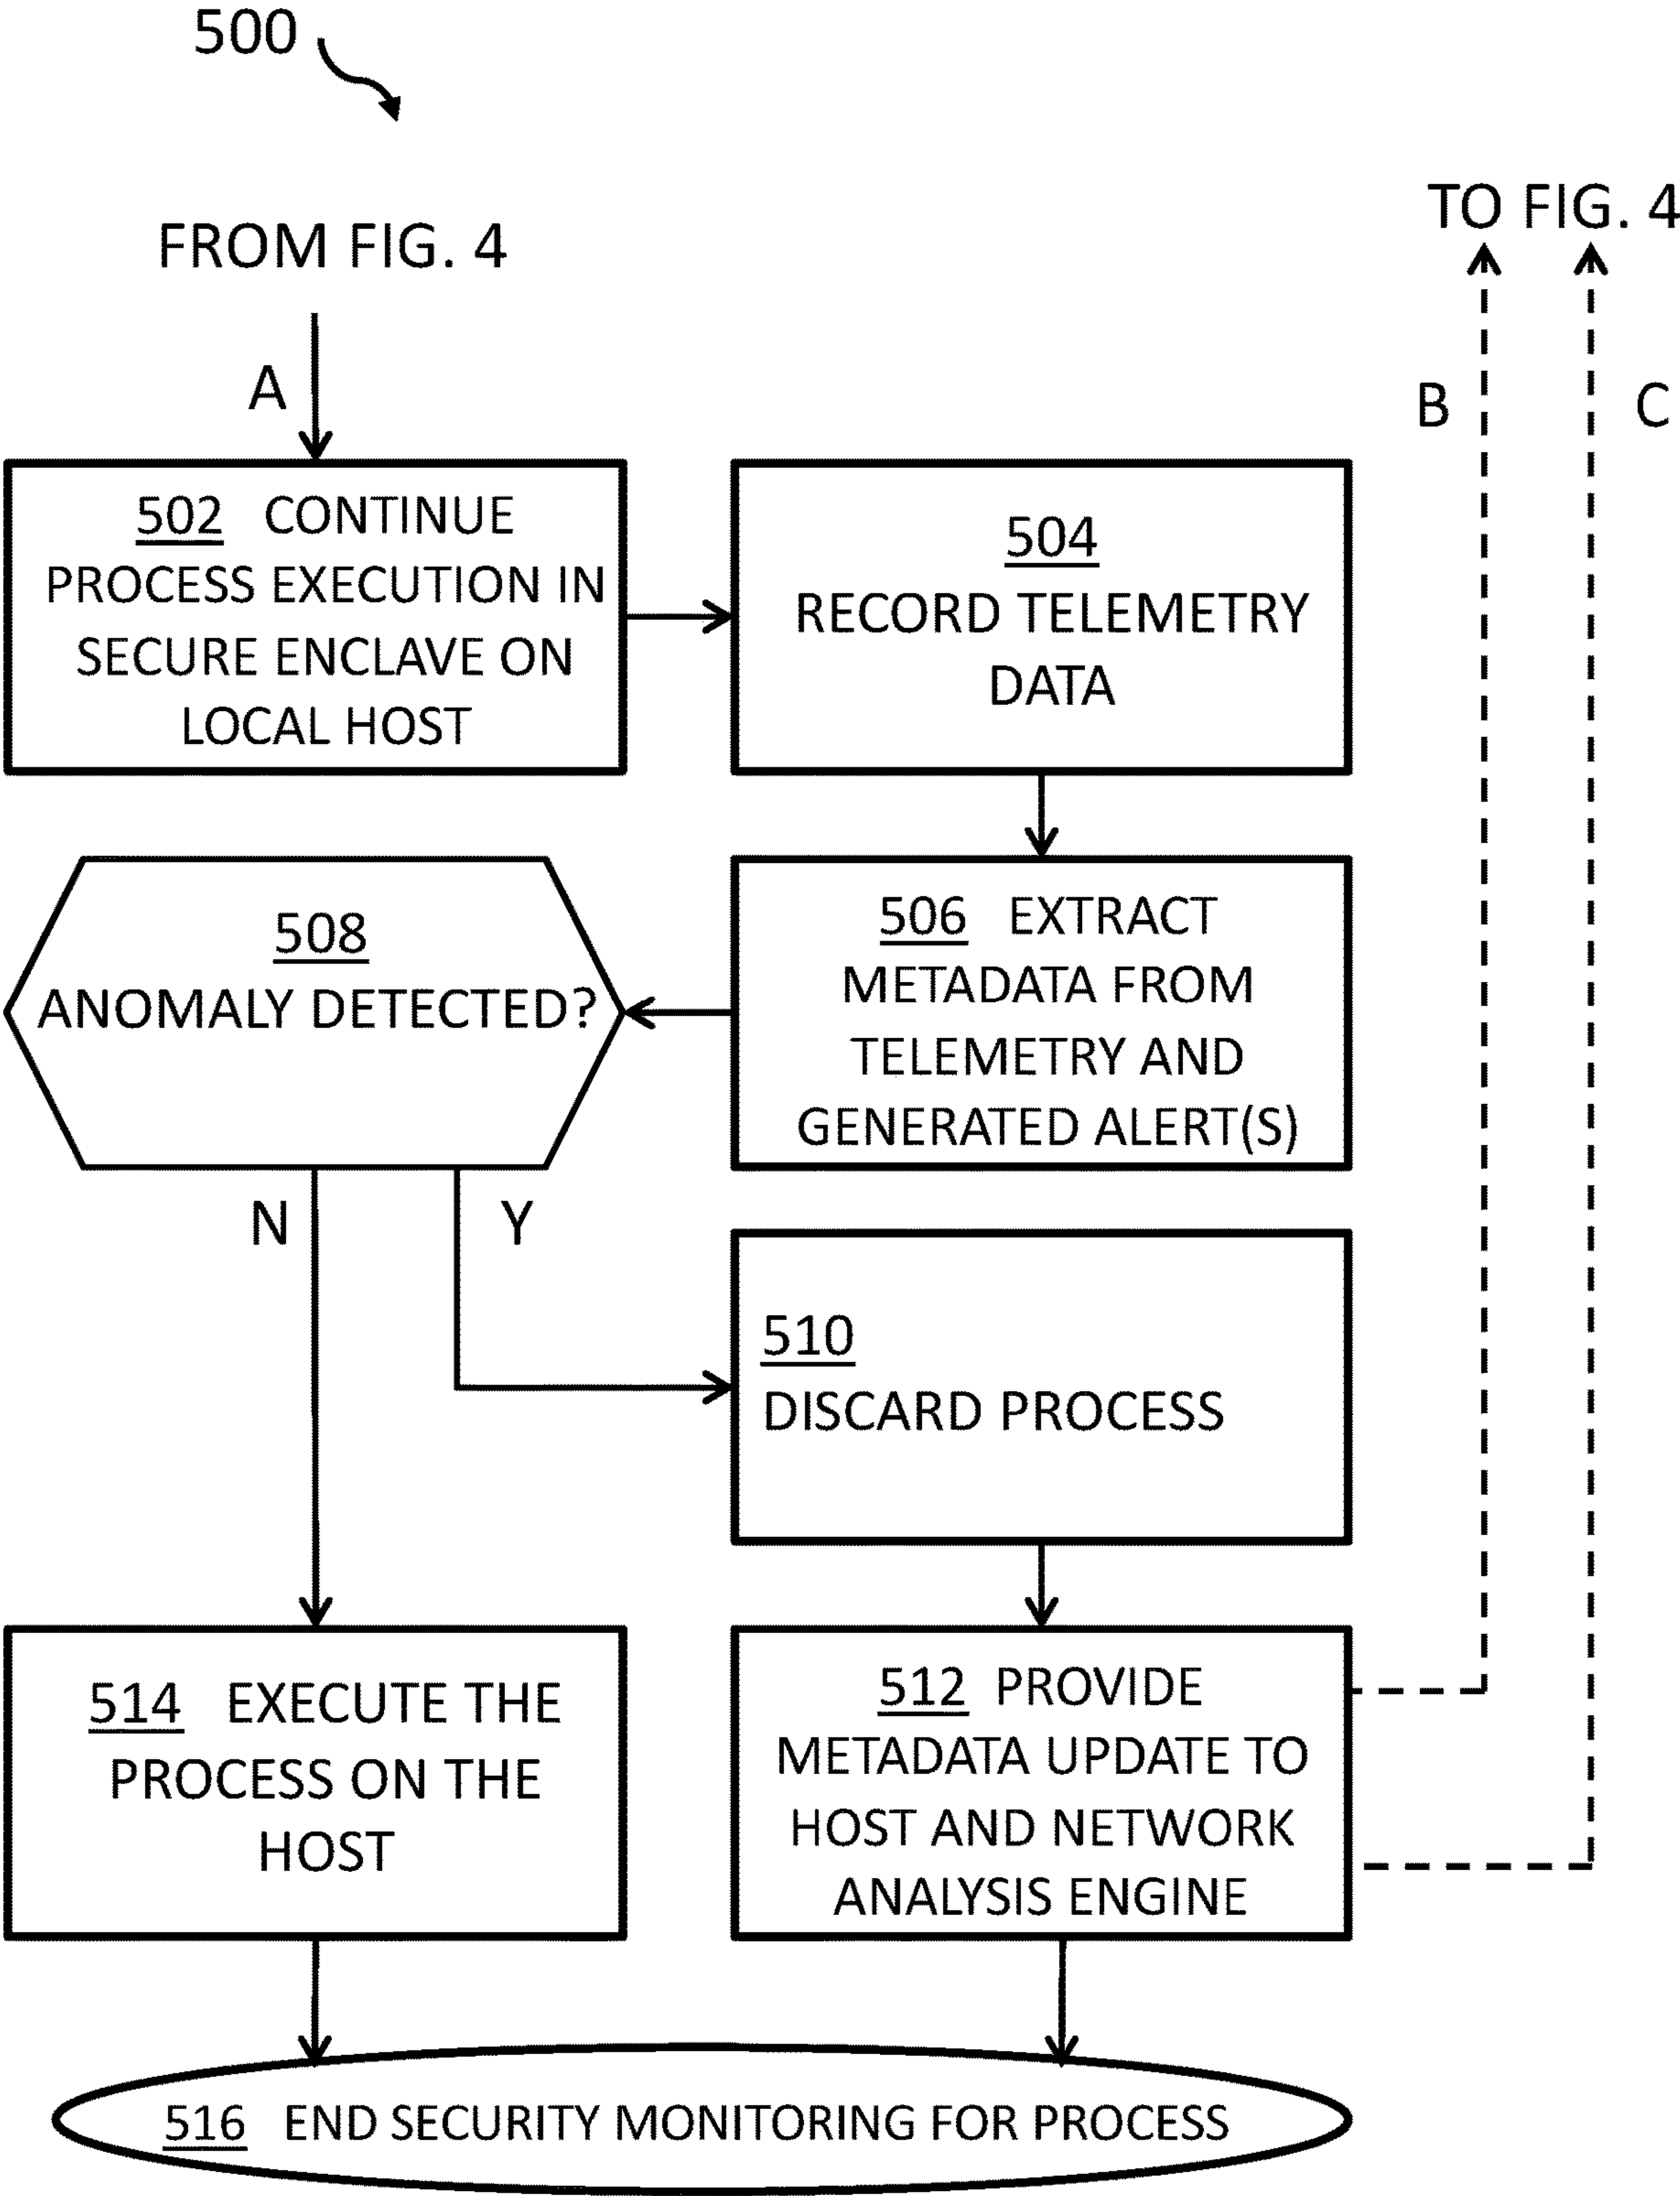 500
FROM FIG. 4
TO FIG. 4
A
B
C
502 CONTINUE
PROCESS EXECUTION IN
SECURE ENCLAVE ON
LOCAL HOST
504
RECORD TELEMETRY
DATA
506 EXTRACT
METADATA FROM
TELEMETRY AND
GENERATED ALERT(S)
508
ANOMALY DETECTED?
N
Y
510
DISCARD PROCESS
512 PROVIDE
METADATA UPDATE TO
HOST AND NETWORK
ANALYSIS ENGINE
514 EXECUTE THE
PROCESS ON THE
HOST
516 END SECURITY MONITORING FOR PROCESS